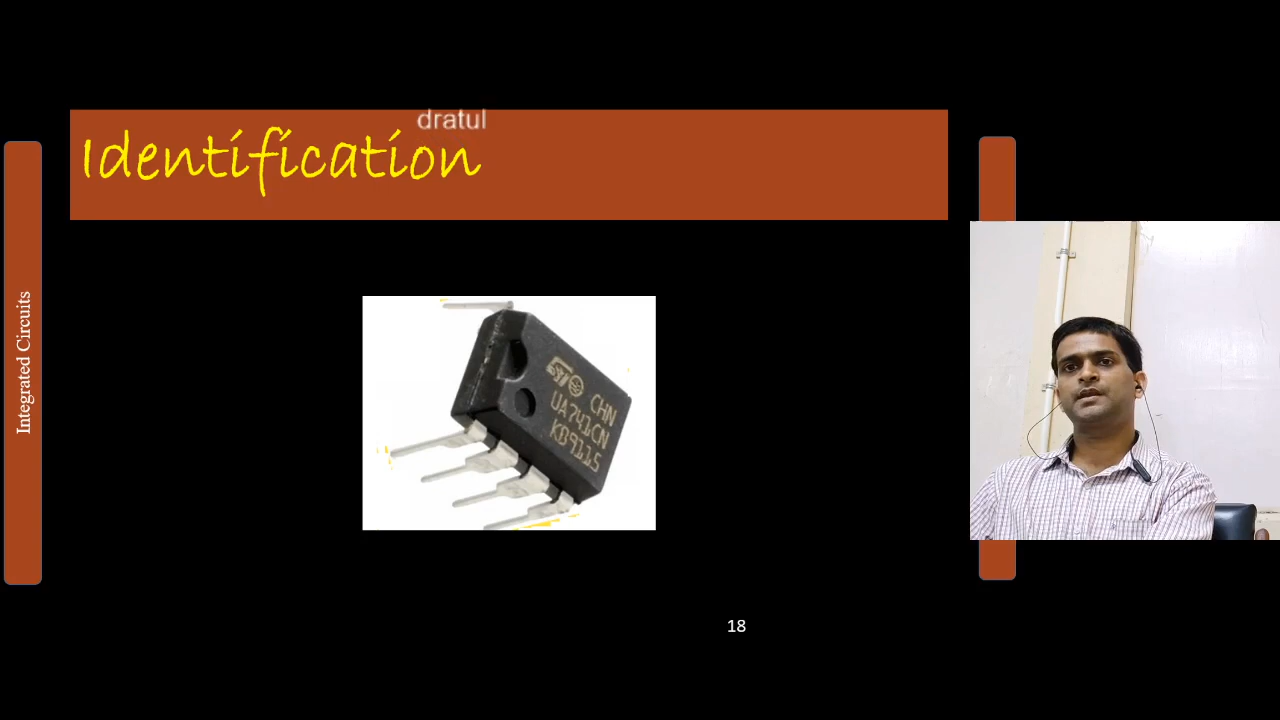 dratul
Identification
Integrated Circuits
ST
CHN
UA741CN
KB9115
18